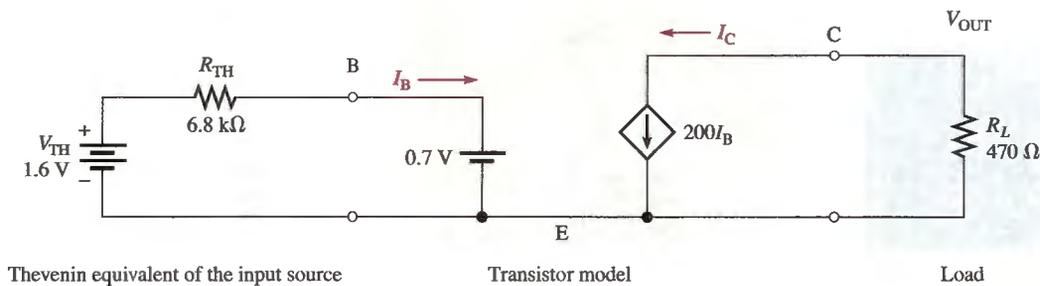 V_OUT
I_C
C
R_TH
B
I_B
6.8 kΩ
+
V_TH
1.6 V
–
0.7 V
200I_B
R_L
470 Ω
E
Thevenin equivalent of the input source
Transistor model
Load